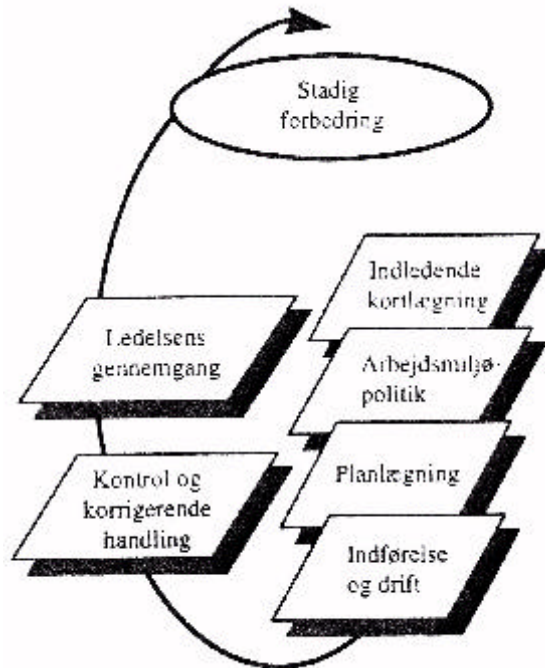 Stadig
forbedring
Indledende
kortlægning
Ledelsens
gennemgang
Arbejdsmiljø-
politik
Planlægning
Kontrol og
korrigerende
handling
Indførelse
og drift